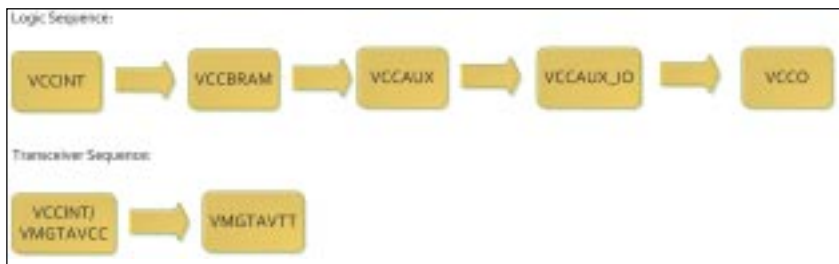 Logic Sequence:
VCCINT
VCCBRAM
VCCAUX
VCCAUX_IO
VCCO
Transceiver Sequence:
VCCINT/
VMGTAVCC
VMGTAVTT